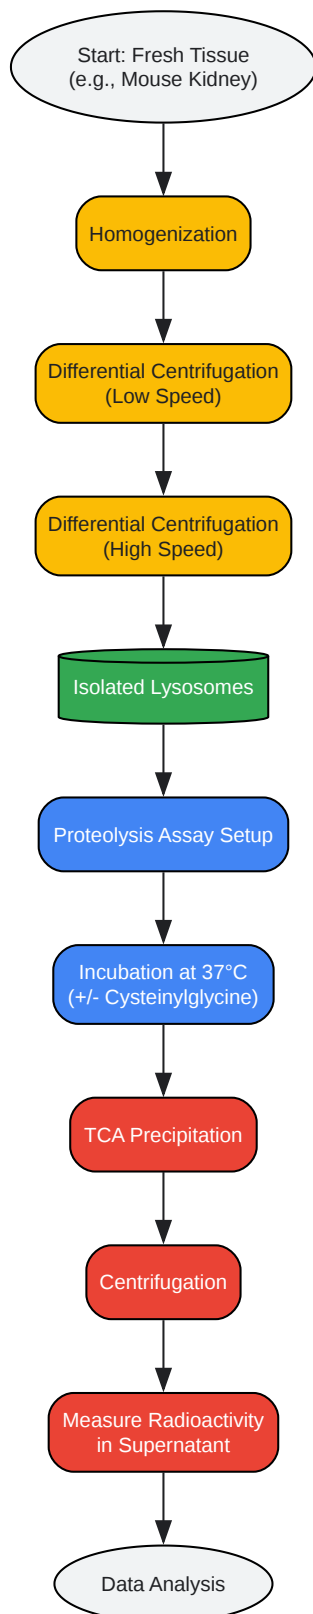 Start: Fresh Tissue
(e.g., Mouse Kidney)
Homogenization
Differential Centrifugation
(Low Speed)
Differential Centrifugation
(High Speed)
Isolated Lysosomes
Proteolysis Assay Setup
Incubation at 37°C
(+/- Cysteinylglycine)
TCA Precipitation
Centrifugation
Measure Radioactivity
in Supernatant
Data Analysis